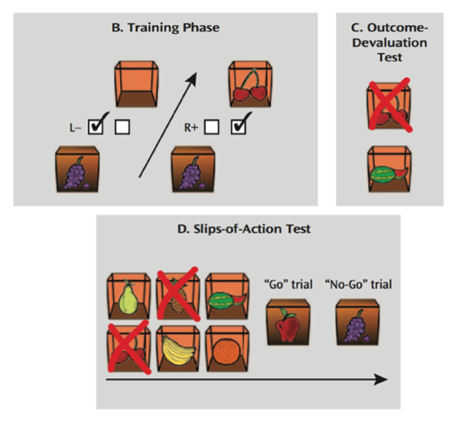 B. Training Phase
L–
R+
C. Outcome-
Devaluation
Test
D. Slips-of-Action Test
"Go" trial
"No-Go" trial